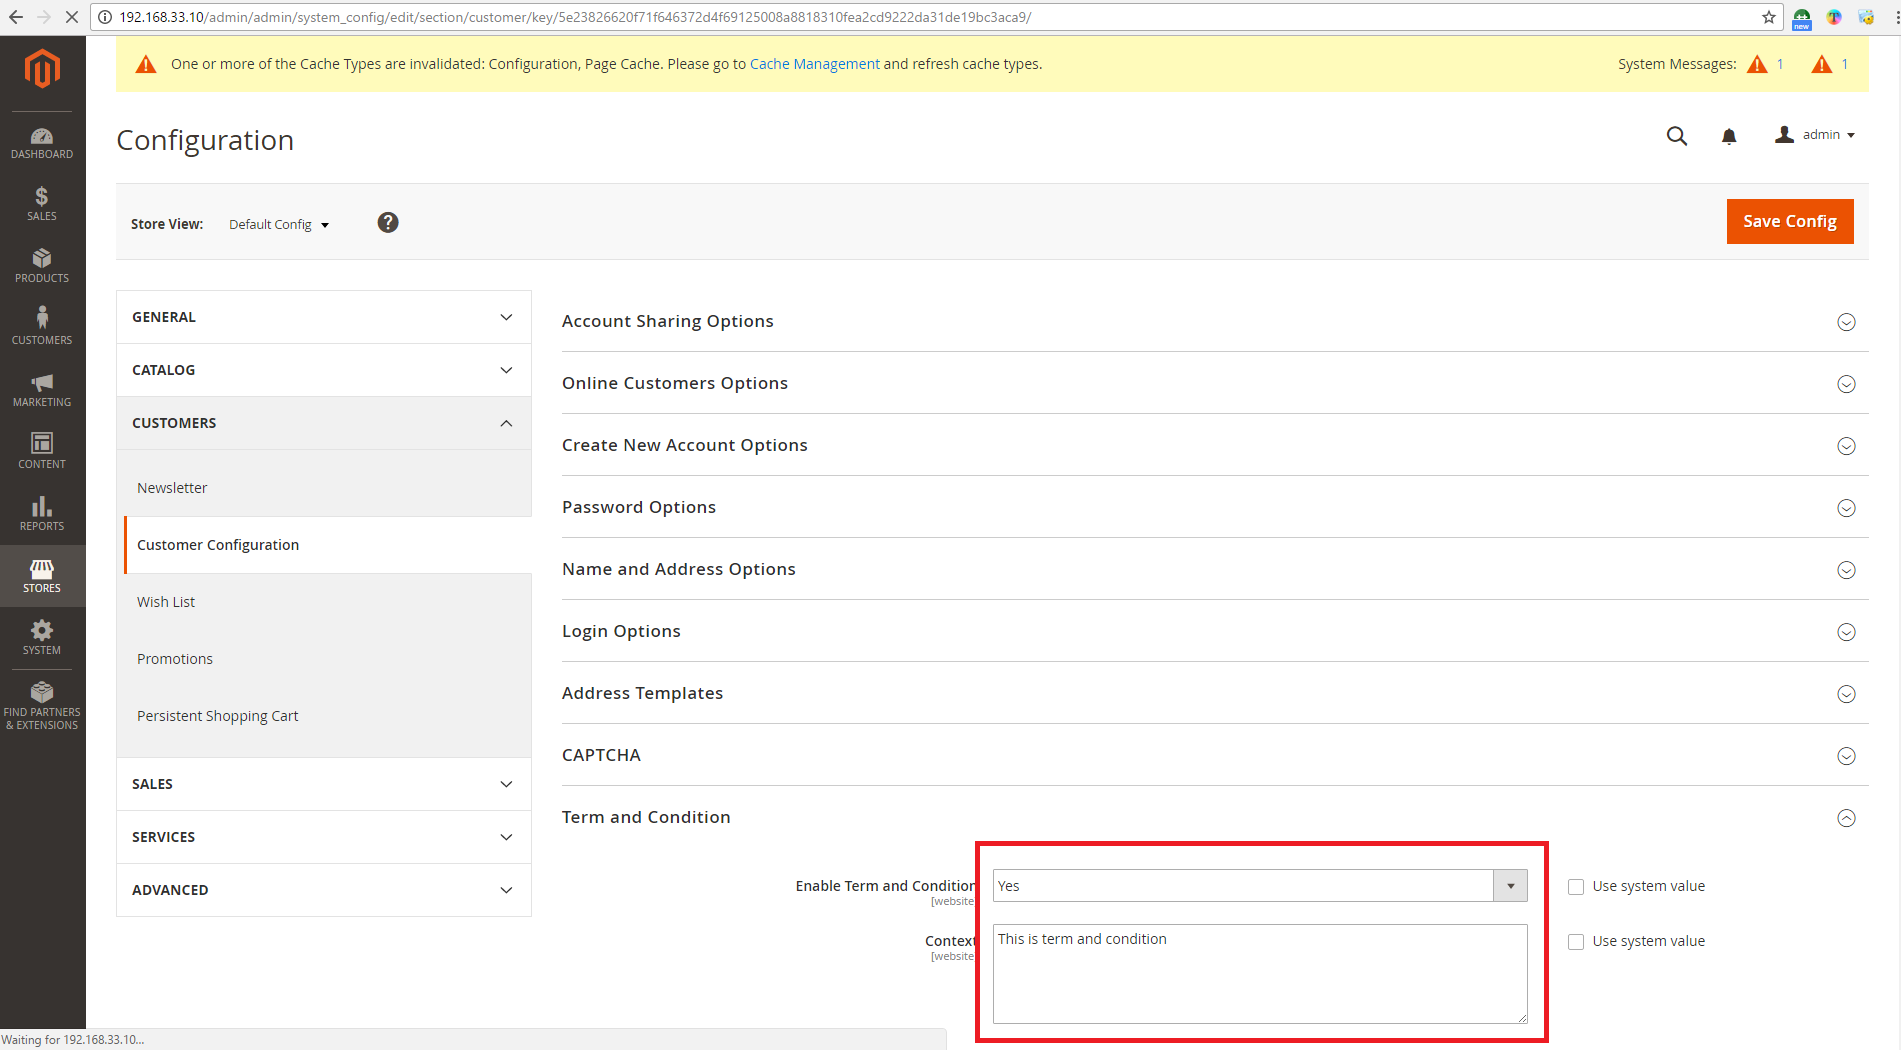 192.168.33.10/admin/admin/system_config/edit/section/customer/key/5e23826620f71f646372d4f69125008a8818310fea2cd9222da31de19bc3aca9/
new
T
One or more of the Cache Types are invalidated: Configuration, Page Cache. Please go to Cache Management and refresh cache types.
System Messages: 1 1
Configuration
admin
Store View: Default Config ?
Save Config
DASHBOARD
SALES
PRODUCTS
CUSTOMERS
MARKETING
CONTENT
REPORTS
STORES
SYSTEM
FIND PARTNERS
& EXTENSIONS
GENERAL
CATALOG
CUSTOMERS
Newsletter
Customer Configuration
Wish List
Promotions
Persistent Shopping Cart
SALES
SERVICES
ADVANCED
Account Sharing Options
Online Customers Options
Create New Account Options
Password Options
Name and Address Options
Login Options
Address Templates
CAPTCHA
Term and Condition
Enable Term and Condition Yes Use system value
[website
Context This is term and condition Use system value
[website
Waiting for 192.168.33.10...